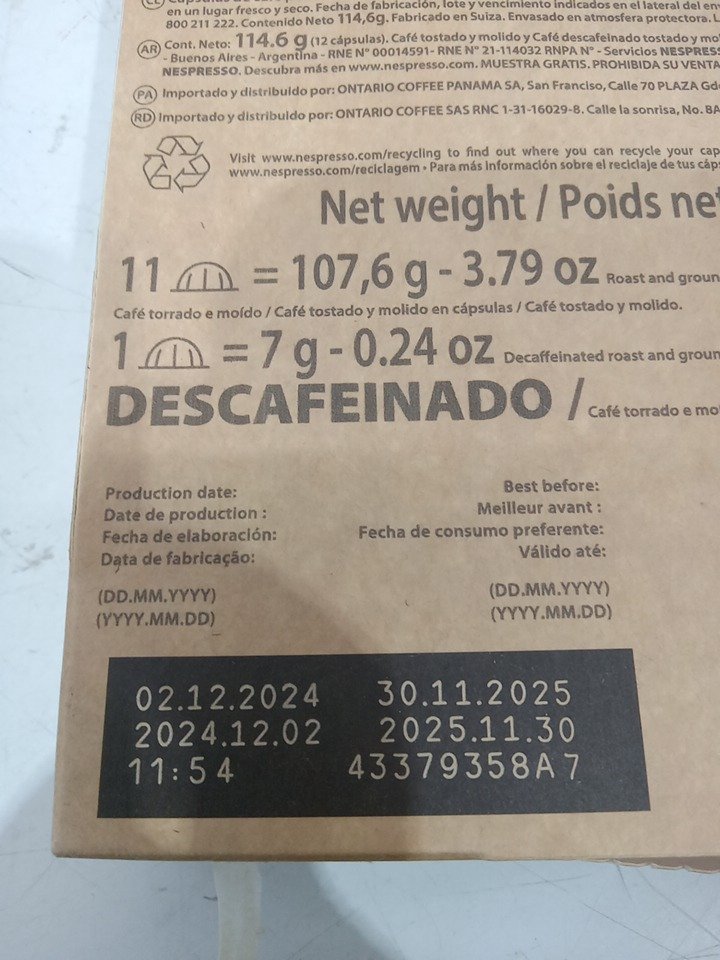 en un lugar fresco y seco. Fecha de fabricación, lote y vencimiento indicados en el lateral del
800 211 222. Contenido Neto 114,6g. Fabricado en Suiza. Envasado en atmosfera protectora.
AR Cont. Neto: 114.6 g (12 cápsulas). Café tostado y molido y Café descafeinado tostado y
- Buenos Aires - Argentina - RNE N° 00014591- RNE N° 21-114032 RNPA N° - Servicios
NESPRESSO. Descubra más en www.nespresso.com. MUESTRA GRATIS. PROHIBIDA SU VENTA
PA Importado y distribuido por: ONTARIO COFFEE PANAMA SA, San Franciso, Calle 70 PLAZA
RD Importado y distribuido por: ONTARIO COFFEE SAS RNC 1-31-16029-8. Calle la sonrisa, No.
Visit www.nespresso.com/recycling to find out where you can recycle your
www.nespresso.com/reciclagem • Para más información sobre el reciclaje de tus
Net weight / Poids
11 = 107,6 g - 3.79 oz Roast and
Café torrado e moído / Café tostado y molido en cápsulas / Café tostado y molido.
1 = 7 g - 0.24 oz Decaffeinated roast and
DESCAFEINADO / Café torrado e
Production date:
Date de production :
Fecha de elaboración:
Data de fabricação:
(DD.MM.YYYY)
(YYYY.MM.DD)
Best before:
Meilleur avant :
Fecha de consumo preferente:
Válido até:
(DD.MM.YYYY)
(YYYY.MM.DD)
02.12.2024 30.11.2025
2024.12.02 2025.11.30
11:54 43379358A7